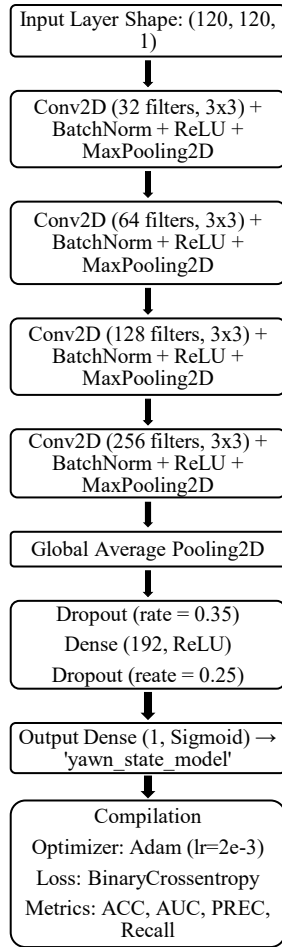 Input Layer Shape: (120, 120,
1)
Conv2D (32 filters, 3x3) +
BatchNorm + ReLU +
MaxPooling2D
Conv2D (64 filters, 3x3) +
BatchNorm + ReLU +
MaxPooling2D
Conv2D (128 filters, 3x3) +
BatchNorm + ReLU +
MaxPooling2D
Conv2D (256 filters, 3x3) +
BatchNorm + ReLU +
MaxPooling2D
Global Average Pooling2D
Dropout (rate = 0.35)
Dense (192, ReLU)
Dropout (reate = 0.25)
Output Dense (1, Sigmoid) →
'yawn_state_model'
Compilation
Optimizer: Adam (lr=2e-3)
Loss: BinaryCrossentropy
Metrics: ACC, AUC, PREC,
Recall